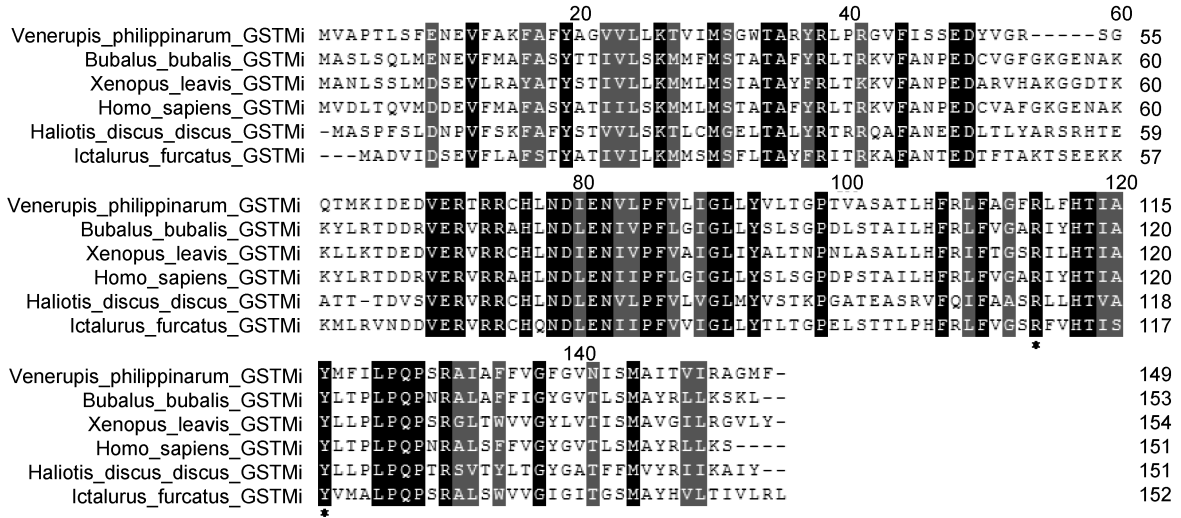 20 40 60
Venerupis_philippinarum_GSTMi MVAPTLSFENEVFAKFAFYAGVVLLKTVIMSGWTARYRLPRGVFISSEDYVGR-----SG 55
Bubalus_bubalis_GSTMi MASLSQLMENEVFMAFASYTTIVLSKMMFMSTATAFYRLTRKVFANPEDCVGFGKGENAK 60
Xenopus_leavis_GSTMi MANLSSLMENEVLRAYATYSTIVLSKMMLMSIATAYFRLTRKVFANPEDARVHAKGGDTK 60
Homo_sapiens_GSTMi MVDLTQVMDDEVFMAFASYATIILSKMMLMSTATAFYRLTRKVFANPEDCVAFGKGENAK 60
Haliotis_discus_discus_GSTMi -MASPFSLDNPVFSKFAFYSTVVLSKTLCMGELTALYRTRRQAFANEEDLTLYARSRHTE 59
Ictalurus_furcatus_GSTMi ---MADVIDSEVFLAFSTYATIVILKMMSMSFLTAYFRITRKAFANTEDTFTAKTSEEKK 57
80 100 120
Venerupis_philippinarum_GSTMi QTMKIDEDVERTRRCHLNDIENVLPFVLIGLLYVLTGPTVASATLHFRLFAGFRLFHTIA 115
Bubalus_bubalis_GSTMi KYLRTDDRVERVRRAHLNDLENIVPFLGIGLLYSLSGPDLSTAILHFRLFVGARIYHTIA 120
Xenopus_leavis_GSTMi KLLKTDEDVERVRRCHLNDIENIVPFVAIGLIYALTNPNLASALLHFRIFTGSRILHTIA 120
Homo_sapiens_GSTMi KYLRTDDRVERVRRAHLNDLENIIPFLGIGLLYSLSGPDPSTAILHFRLFVGARIYHTIA 120
Haliotis_discus_discus_GSTMi ATT-TDVSVERVRRCHLNDLENVLPFVLVGLMYVSTKPGATEASRVFQIFAASRLLHTVA 118
Ictalurus_furcatus_GSTMi KMLRVNDDVERVRRCHQNDLENIIPFVVIGLLYTLTGPELSTTLPHFRLFVGSRFVHTIS 117
*
140
Venerupis_philippinarum_GSTMi YMFILPQPSRAIAFFVGFGVNISMAITVIRAGMF- 149
Bubalus_bubalis_GSTMi YLTPLPQPNRALAFFIGYGVTLSMAYRLLKSKL-- 153
Xenopus_leavis_GSTMi YLLPLPQPSRGLTWVVGYLVTISMAVGILRGVLY- 154
Homo_sapiens_GSTMi YLTPLPQPNRALSFFVGYGVTLSMAYRLLKS---- 151
Haliotis_discus_discus_GSTMi YLLPLPQPTRSVTYLTGYGATFFMVYRIIKAIY-- 151
Ictalurus_furcatus_GSTMi YVMALPQPSRALSWVVGIGITGSMAYHVLTIVLRL 152
*